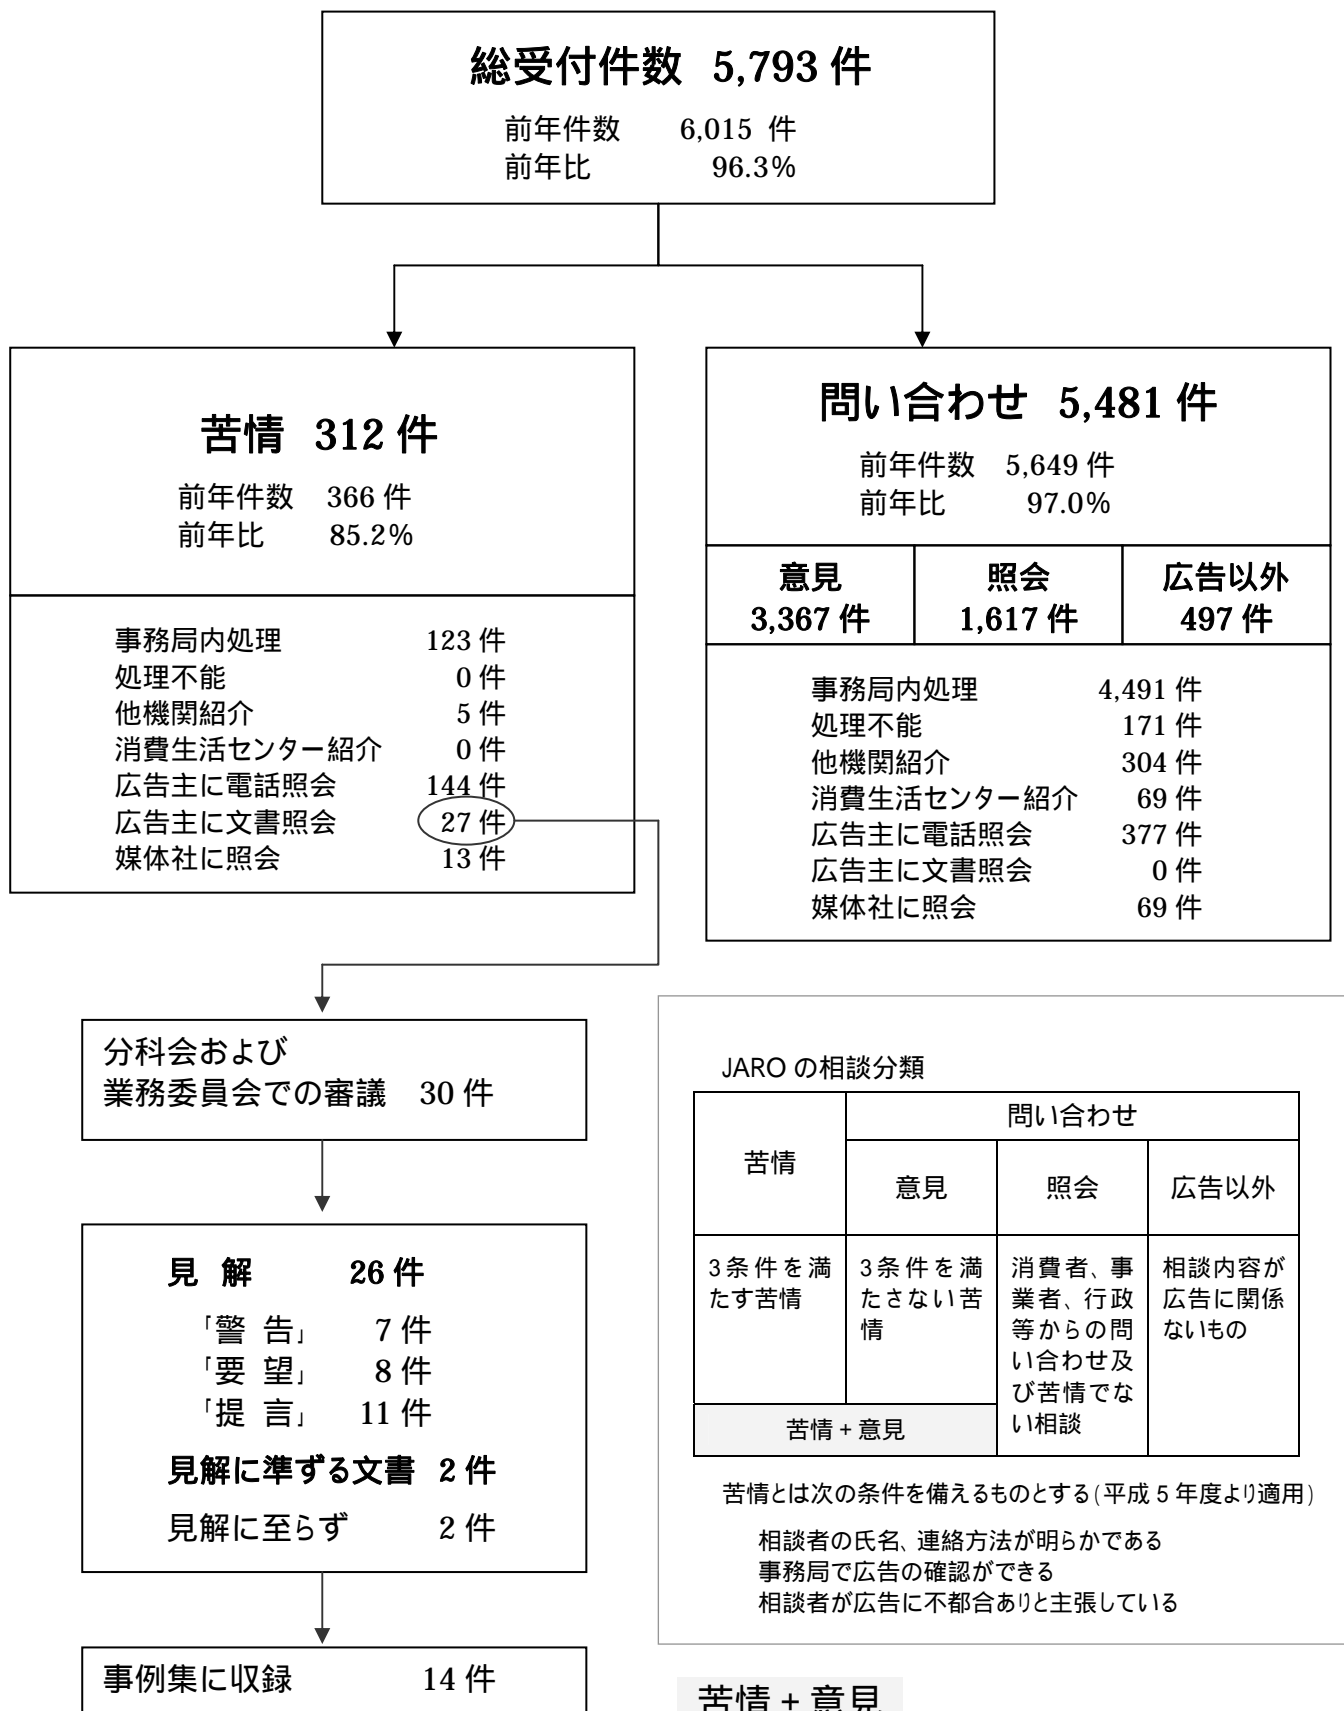 総受付件数 5,793 件
前年件数 6,015 件
前年比 96.3%
苦情 312 件
前年件数 366 件
前年比 85.2%
事務局内処理 123 件
処理不能 0 件
他機関紹介 5 件
消費生活センター紹介 0 件
広告主に電話照会 144 件
広告主に文書照会 27 件
媒体社に照会 13 件
問い合わせ 5,481 件
前年件数 5,649 件
前年比 97.0%
意見 照会 広告以外
3,367 件 1,617 件 497 件
事務局内処理 4,491 件
処理不能 171 件
他機関紹介 304 件
消費生活センター紹介 69 件
広告主に電話照会 377 件
広告主に文書照会 0 件
媒体社に照会 69 件
分科会および
業務委員会での審議 30 件
見 解 26 件
「警 告」 7 件
「要 望」 8 件
「提 言」 11 件
見解に準ずる文書 2 件
見解に至らず 2 件
事例集に収録 14 件
JARO の相談分類
苦情
問い合わせ
意見 照会 広告以外
3条件を満
たす苦情
3条件を満
たさない苦
情
消費者、事
業者、行政
等からの問
い合わせ及
び苦情でな
い相談
相談内容が
広告に関係
ないもの
苦情 + 意見
苦情とは次の条件を備えるものとする(平成 5 年度より適用)
相談者の氏名、連絡方法が明らかである
事務局で広告の確認ができる
相談者が広告に不都合ありと主張している
苦情 + 意見